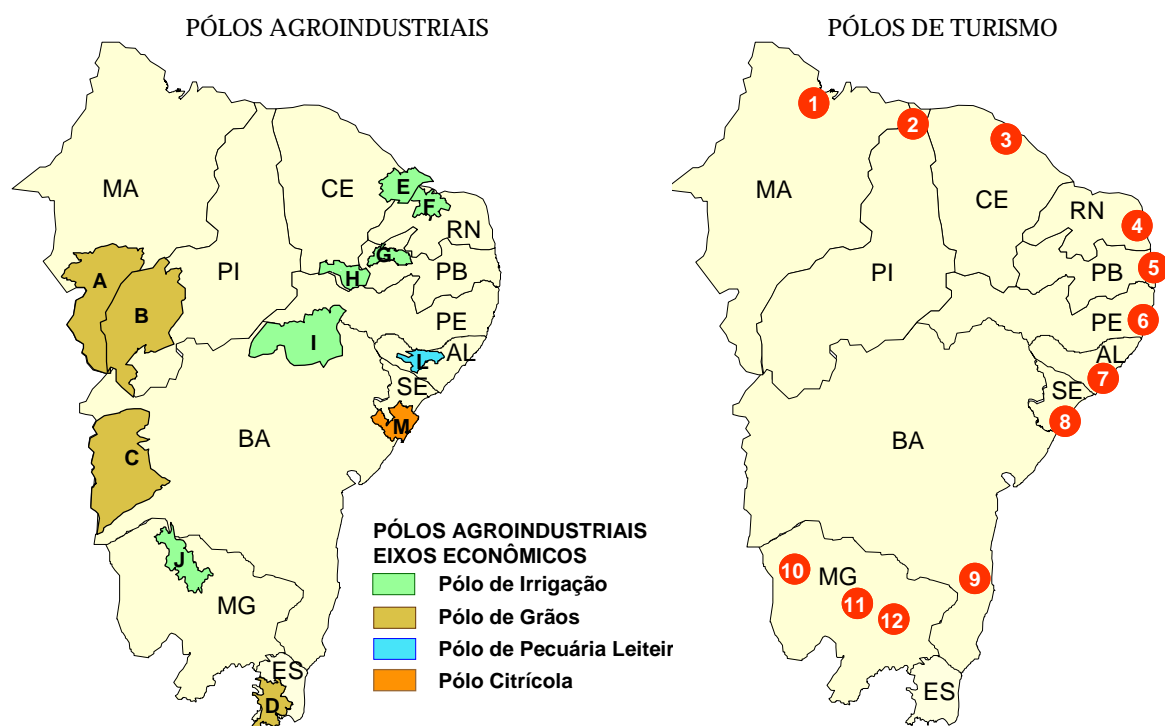 PÓLOS AGROINDUSTRIAIS
MA
CE
E
F
RN
G
A
PI
H
PB
B
I
PE
L
AL
SE
M
BA
C
J
MG
ES
D
PÓLOS AGROINDUSTRIAIS
EIXOS ECONÔMICOS
Pólo de Irrigação
Pólo de Grãos
Pólo de Pecuária Leiteir
Pólo Citrícola
PÓLOS DE TURISMO
1
2
3
MA
CE
RN
4
PI
PB
5
PE
6
AL
7
SE
8
BA
10
MG
9
11
12
ES